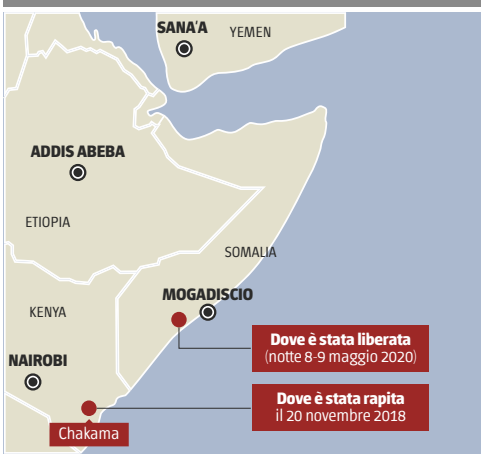 SANA'A
YEMEN
ADDIS ABEBA
ETIOPIA
SOMALIA
MOGADISCIO
KENYA
Dove è stata liberata
(notte 8-9 maggio 2020)
NAIROBI
Dove è stata rapita
il 20 novembre 2018
Chakama